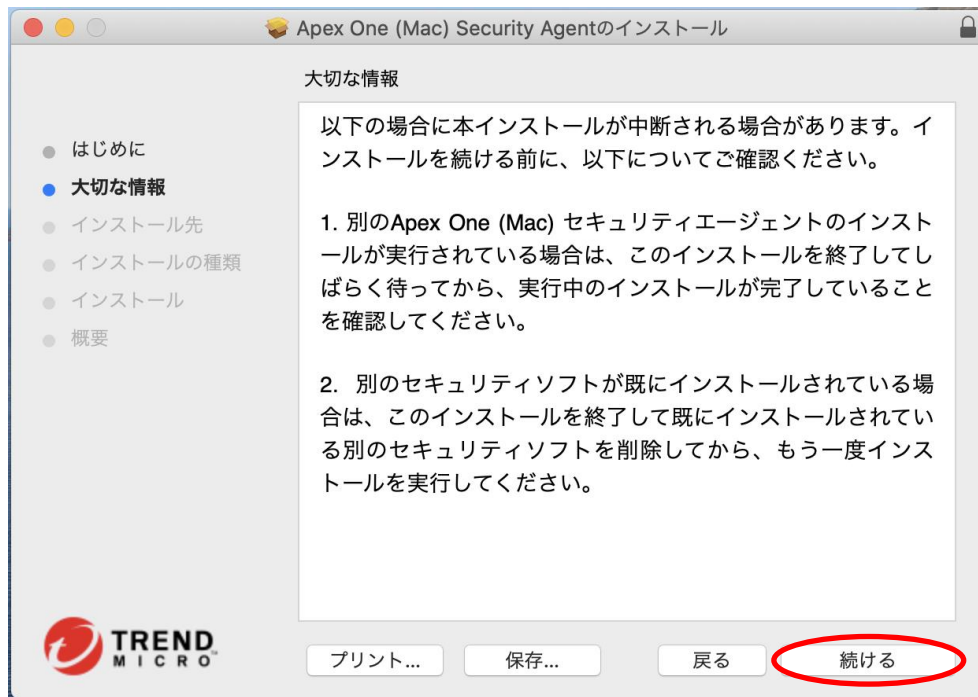 Apex One (Mac) Security Agentのインストール
大切な情報
はじめに
大切な情報
インストール先
インストールの種類
インストール
概要
以下の場合に本インストールが中断される場合があります。イ
ンストールを続ける前に、以下についてご確認ください。
1. 別のApex One (Mac) セキュリティエージェントのインスト
ールが実行されている場合は、このインストールを終了してし
ばらく待ってから、実行中のインストールが完了していること
を確認してください。
2. 別のセキュリティソフトが既にインストールされている場
合は、このインストールを終了して既にインストールされてい
る別のセキュリティソフトを削除してから、もう一度インス
トールを実行してください。
TREND
MICRO
プリント...
保存...
戻る
続ける